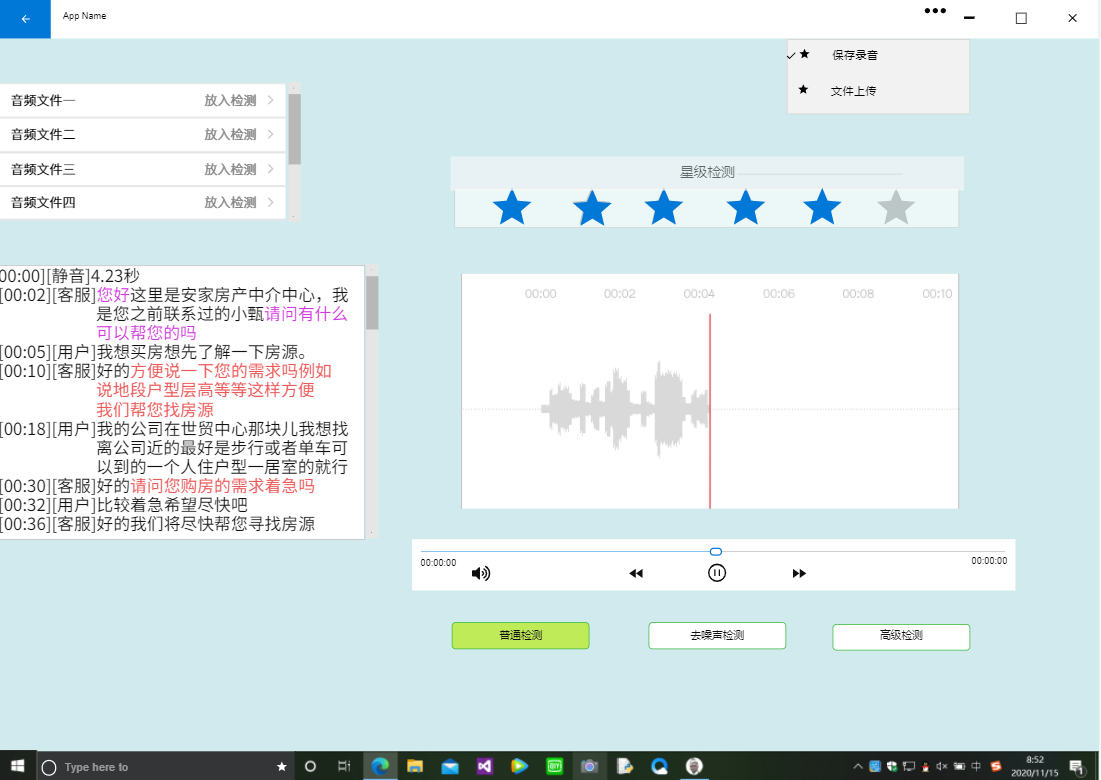 App Name
保存录音
文件上传
音频文件一 放入检测
音频文件二 放入检测
音频文件三 放入检测
音频文件四 放入检测
星级检测
00:00][静音]4.23秒
[00:02][客服]您好这里是安家房产中介中心，我
是您之前联系过的小甄请问有什么
可以帮您的吗
[00:05][用户]我想买房想先了解一下房源。
[00:10][客服]好的方便说一下您的需求吗例如
说地段户型层高等等这样方便
我们帮您找房源
[00:18][用户]我的公司在世贸中心那块儿我想找
离公司近的最好是步行或者单车可
以到的一个人住户型一居室的就行
[00:30][客服]好的请问您购房的需求着急吗
[00:32][用户]比较着急希望尽快吧
[00:36][客服]好的我们将尽快帮您寻找房源
00:00 00:02 00:04 00:06 00:08 00:10
00:00:00 00:00:00
普通检测 去噪声检测 高级检测
Type here to
中
8:52
2020/11/15